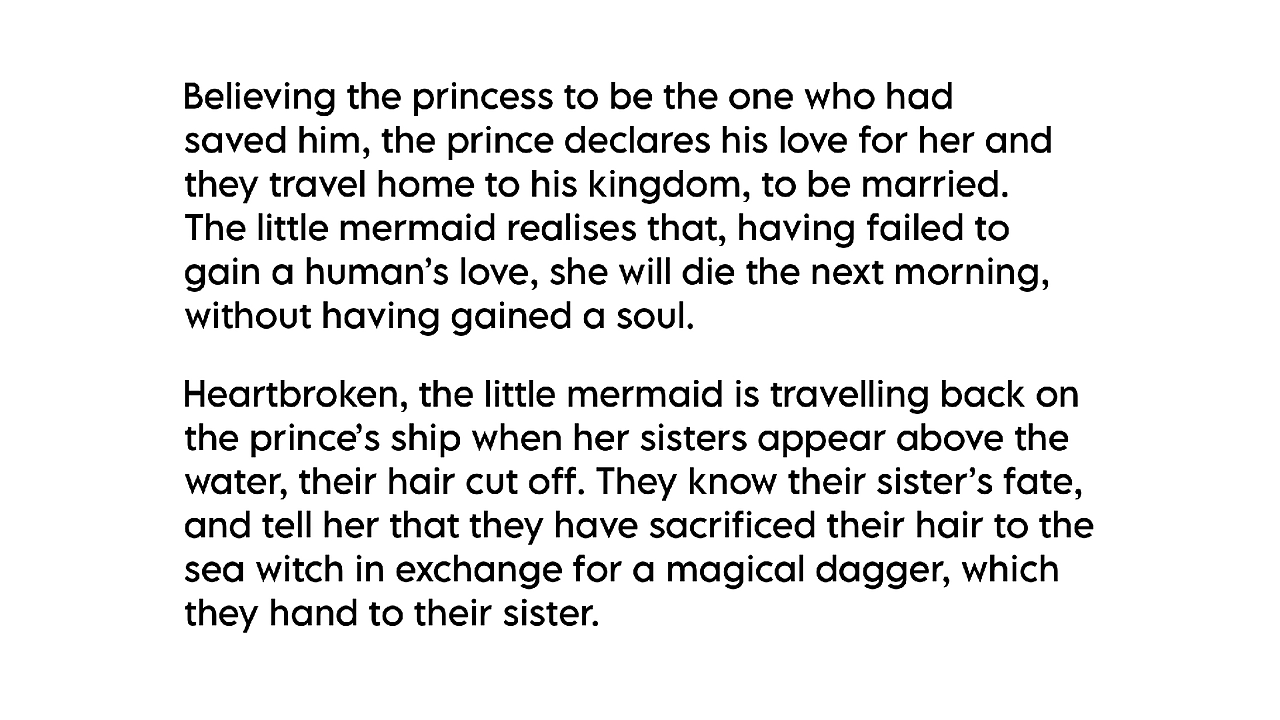 Believing the princess to be the one who had
saved him, the prince declares his love for her and
they travel home to his kingdom, to be married.
The little mermaid realises that, having failed to
gain a human’s love, she will die the next morning,
without having gained a soul.
Heartbroken, the little mermaid is travelling back on
the prince’s ship when her sisters appear above the
water, their hair cut off. They know their sister’s fate,
and tell her that they have sacrificed their hair to the
sea witch in exchange for a magical dagger, which
they hand to their sister.